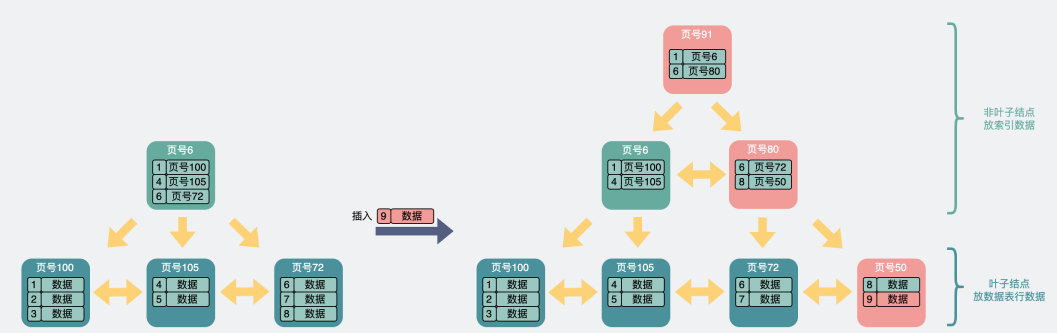 页号6
1 页号100
4 页号105
6 页号72
页号100
1 数据
2 数据
3 数据
页号105
4 数据
5 数据
页号72
6 数据
7 数据
8 数据
插入 9 数据
页号91
1 页号6
6 页号80
页号6
1 页号100
4 页号105
页号80
6 页号72
8 页号50
页号100
1 数据
2 数据
3 数据
页号105
4 数据
5 数据
页号72
6 数据
7 数据
页号50
8 数据
9 数据
非叶子结点
放索引数据
叶子结点
放数据表行数据